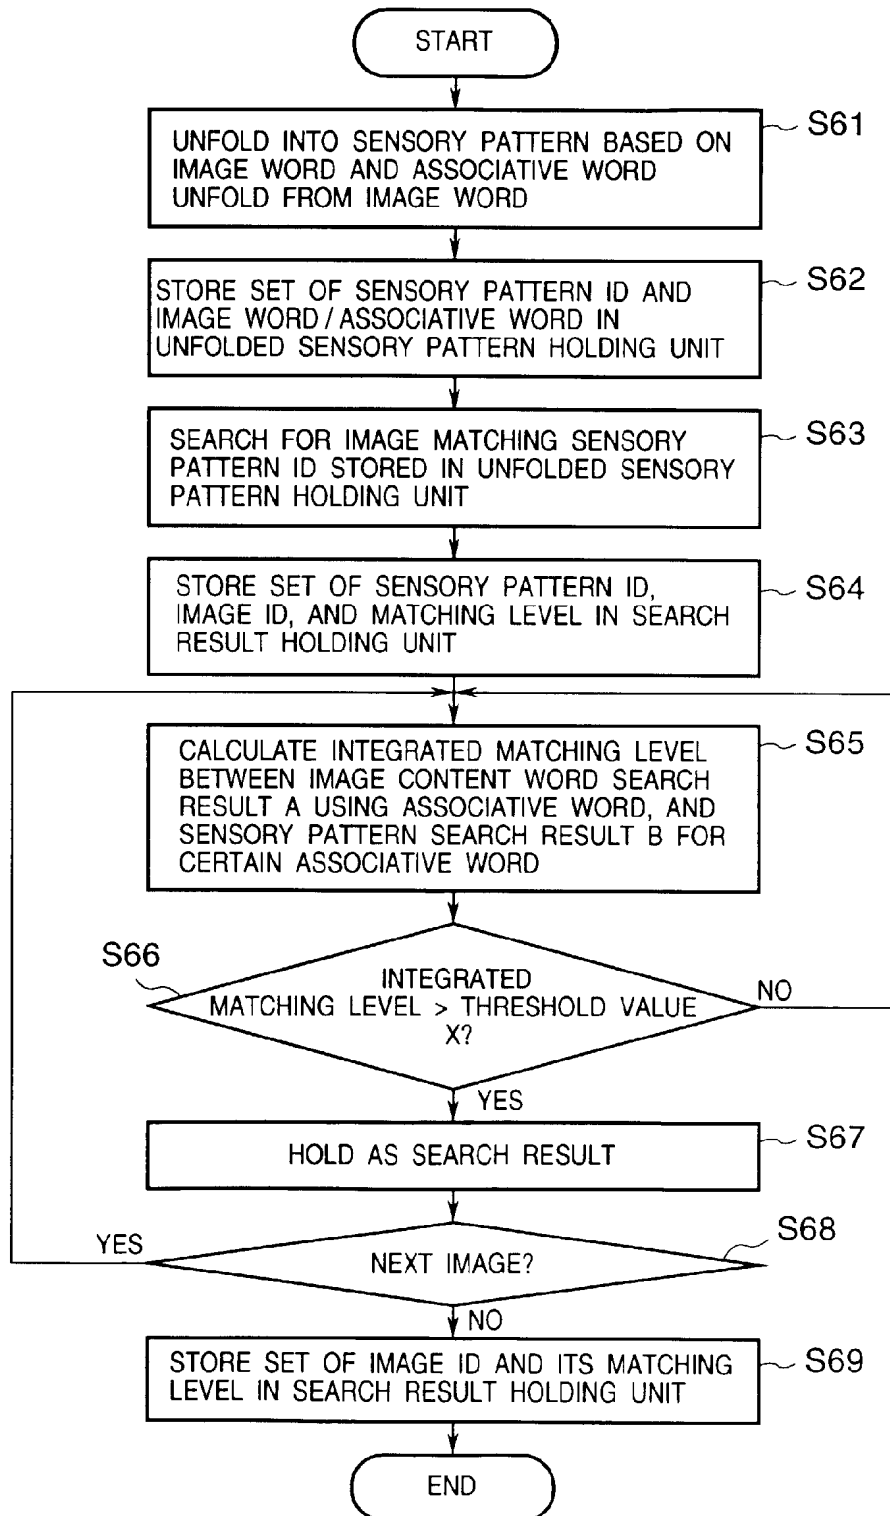 START
S61
UNFOLD INTO SENSORY PATTERN BASED ON
IMAGE WORD AND ASSOCIATIVE WORD
UNFOLD FROM IMAGE WORD
S62
STORE SET OF SENSORY PATTERN ID AND
IMAGE WORD/ASSOCIATIVE WORD IN
UNFOLDED SENSORY PATTERN HOLDING UNIT
S63
SEARCH FOR IMAGE MATCHING SENSORY
PATTERN ID STORED IN UNFOLDED SENSORY
PATTERN HOLDING UNIT
S64
STORE SET OF SENSORY PATTERN ID,
IMAGE ID, AND MATCHING LEVEL IN SEARCH
RESULT HOLDING UNIT
S65
CALCULATE INTEGRATED MATCHING LEVEL
BETWEEN IMAGE CONTENT WORD SEARCH
RESULT A USING ASSOCIATIVE WORD, AND
SENSORY PATTERN SEARCH RESULT B FOR
CERTAIN ASSOCIATIVE WORD
S66
INTEGRATED
MATCHING LEVEL > THRESHOLD VALUE
X?
NO
YES
S67
HOLD AS SEARCH RESULT
S68
YES
NEXT IMAGE?
NO
S69
STORE SET OF IMAGE ID AND ITS MATCHING
LEVEL IN SEARCH RESULT HOLDING UNIT
END